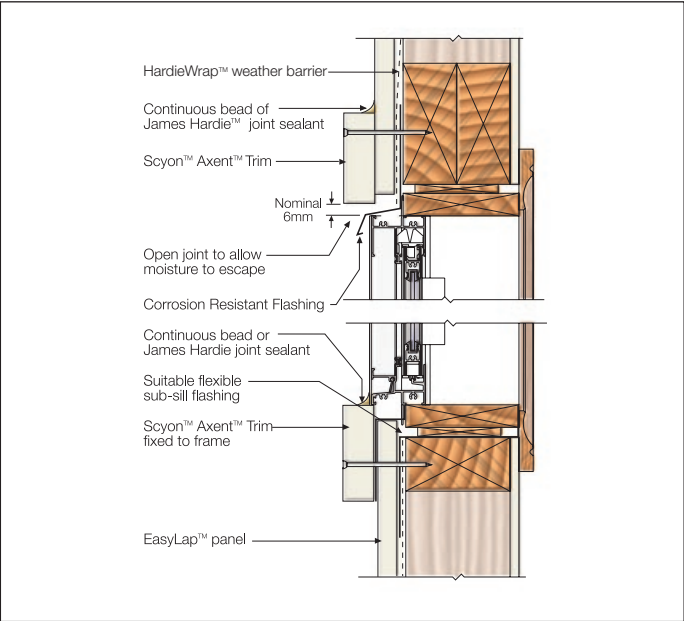 HardieWrap™ weather barrier
Continuous bead of
James Hardie™ joint sealant
Scyon™ Axent™ Trim
Nominal
6mm
Open joint to allow
moisture to escape
Corrosion Resistant Flashing
Continuous bead or
James Hardie joint sealant
Suitable flexible
sub-sill flashing
Scyon™ Axent™ Trim
fixed to frame
EasyLap™ panel